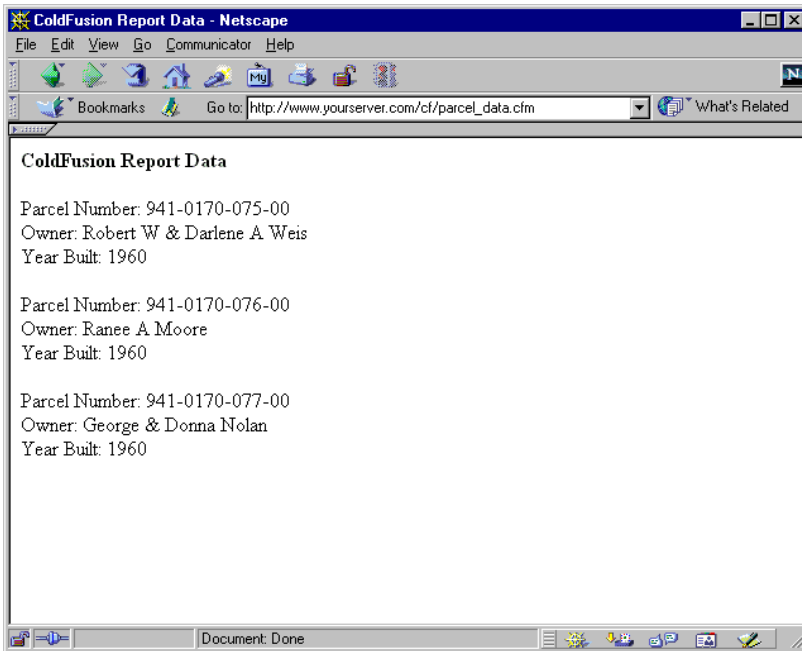 ColdFusion Report Data - Netscape
File Edit View Go Communicator Help
My
N
Bookmarks Go to: http://www.yourserver.com/cf/parcel_data.cfm What's Related
ColdFusion Report Data
Parcel Number: 941-0170-075-00
Owner: Robert W & Darlene A Weis
Year Built: 1960
Parcel Number: 941-0170-076-00
Owner: Ranee A Moore
Year Built: 1960
Parcel Number: 941-0170-077-00
Owner: George & Donna Nolan
Year Built: 1960
Document: Done